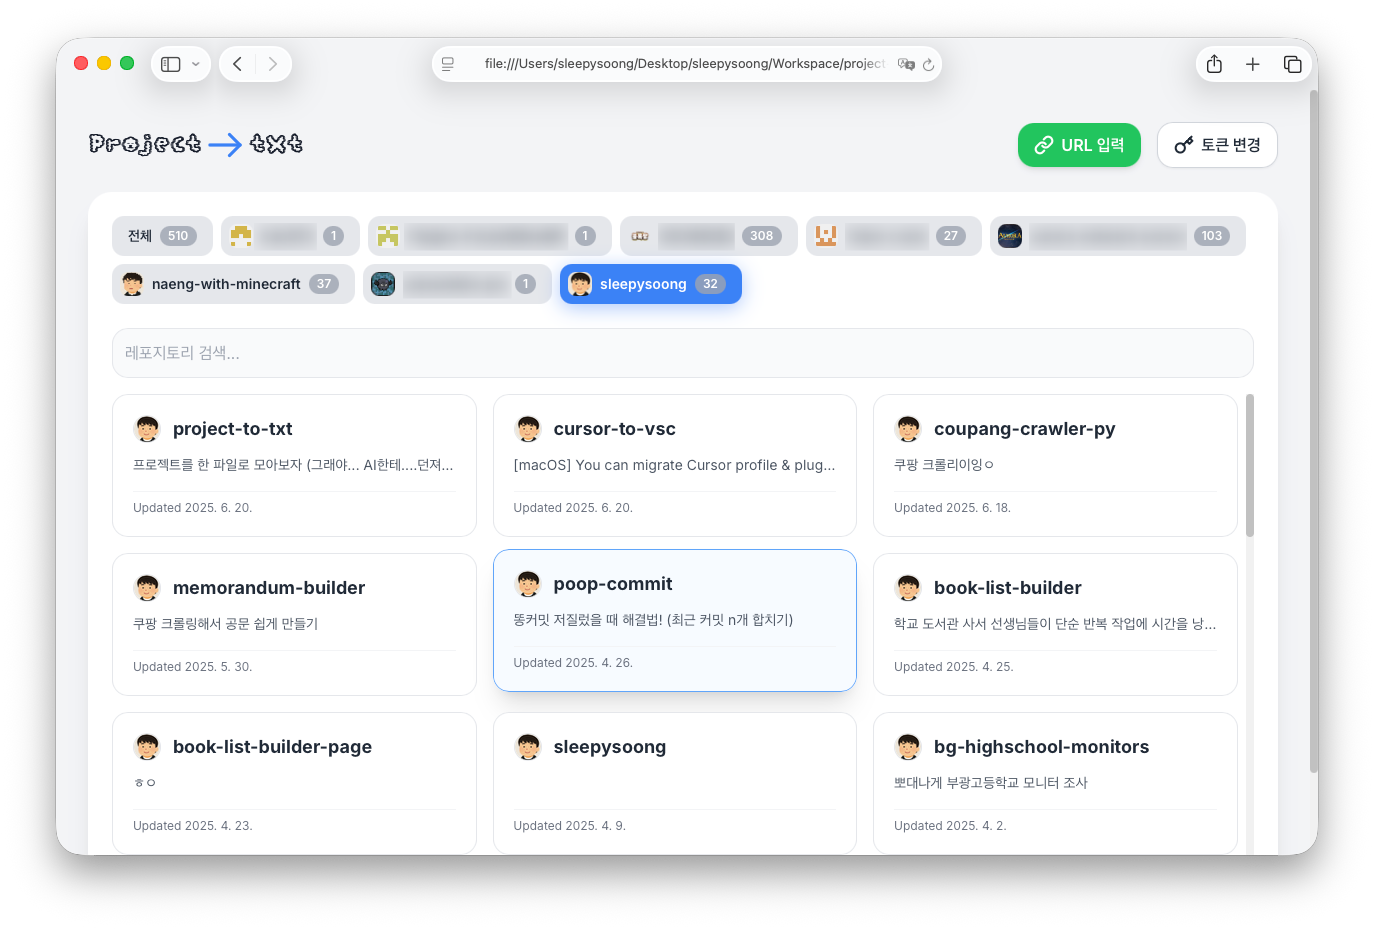 file:///Users/sleepysoong/Desktop/sleepysoong/Workspace/project
Project → txt
URL 입력
토큰 변경
전체 510
1
1
308
27
103
naeng-with-minecraft 37
1
sleepysoong 32
레포지토리 검색...
project-to-txt
프로젝트를 한 파일로 모아보자 (그래야... AI한테....던져...
Updated 2025. 6. 20.
cursor-to-vsc
[macOS] You can migrate Cursor profile & plug...
Updated 2025. 6. 20.
coupang-crawler-py
쿠팡 크롤리이잉ㅇ
Updated 2025. 6. 18.
memorandum-builder
쿠팡 크롤링해서 공문 쉽게 만들기
Updated 2025. 5. 30.
poop-commit
똥커밋 저질렀을 때 해결법! (최근 커밋 n개 합치기)
Updated 2025. 4. 26.
book-list-builder
학교 도서관 사서 선생님들이 단순 반복 작업에 시간을 낭...
Updated 2025. 4. 25.
book-list-builder-page
ㅎㅇ
Updated 2025. 4. 23.
sleepysoong
Updated 2025. 4. 9.
bg-highschool-monitors
뽀대나게 부광고등학교 모니터 조사
Updated 2025. 4. 2.